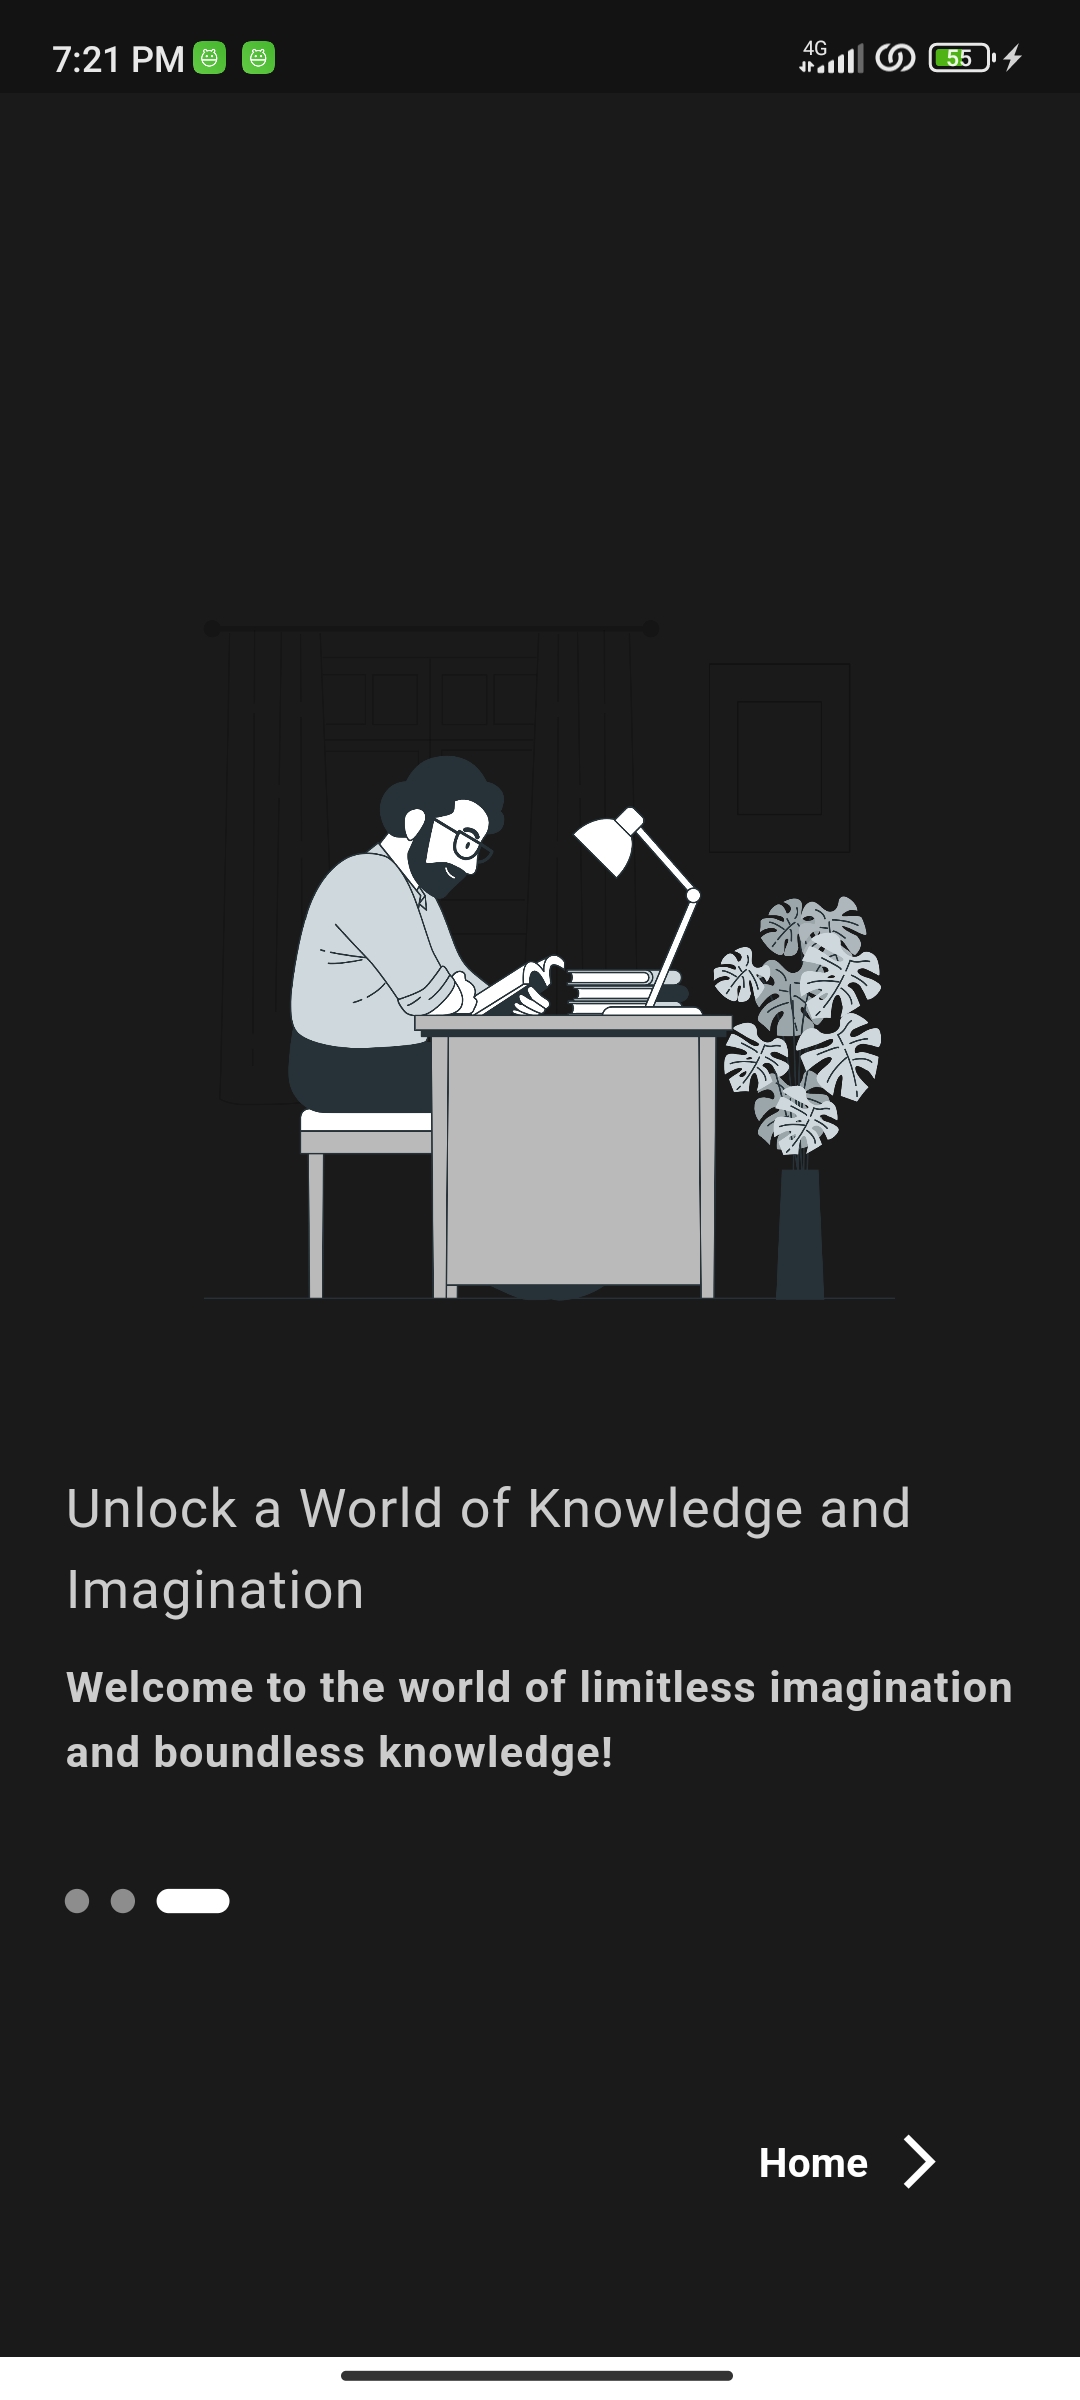 7:21 PM
4G
55
Unlock a World of Knowledge and
Imagination
Welcome to the world of limitless imagination
and boundless knowledge!
Home